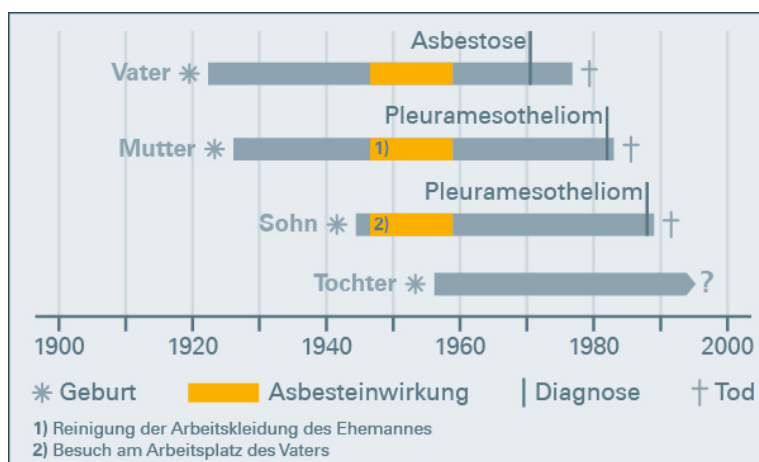 Asbestose
Vater * †
Pleuramesotheliom
Mutter * 1) †
Pleuramesotheliom
Sohn * 2) †
Tochter * ?
1900 1920 1940 1960 1980 2000
* Geburt Asbesteinwirkung | Diagnose † Tod
1) Reinigung der Arbeitskleidung des Ehemannes
2) Besuch am Arbeitsplatz des Vaters